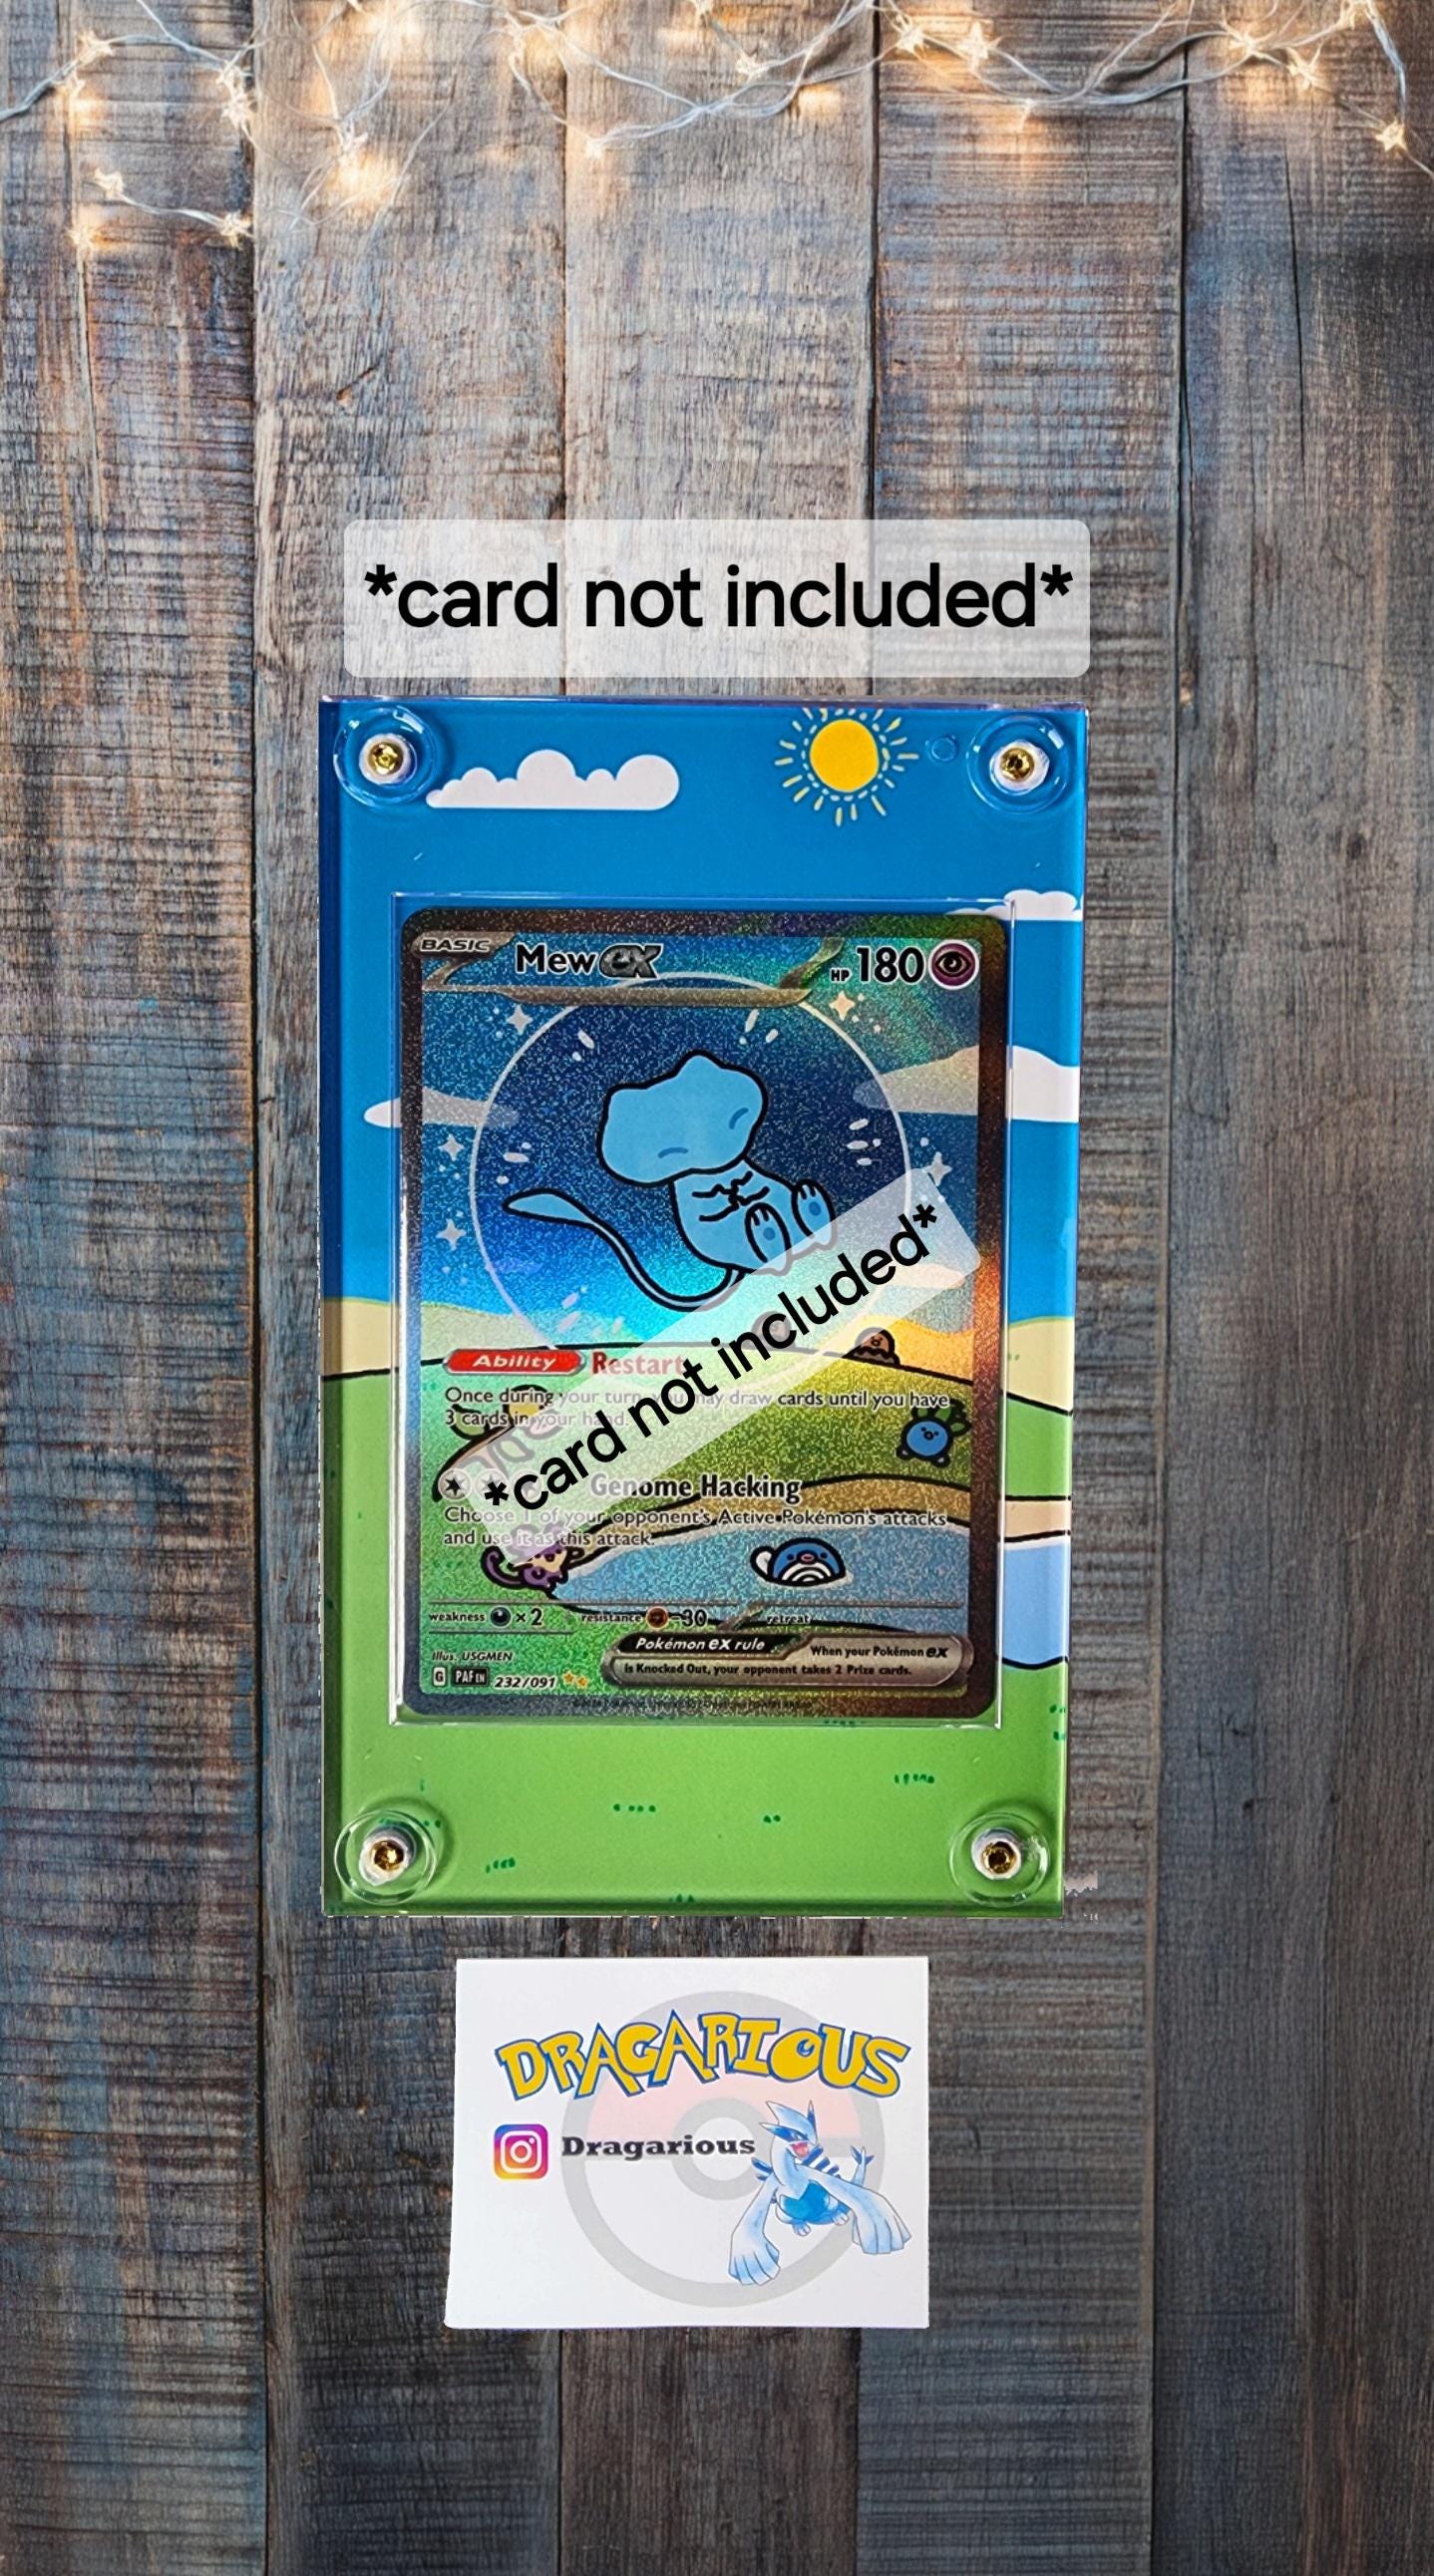 *card not included*
BASIC Mew ex HP 180
Ability Restart
Once during your turn, you may draw cards until you have
3 cards in your hand.
*card not included*
Genome Hacking
Choose 1 of your opponent's Active Pokémon's attacks
and use it as this attack.
weakness ×2 resistance -30 retreat
Pokémon ex rule When your Pokémon ex
is Knocked Out, your opponent takes 2 Prize cards.
Illus. USGMEN
G PAF EN 232/091
DRAGARIOUS
Dragarious